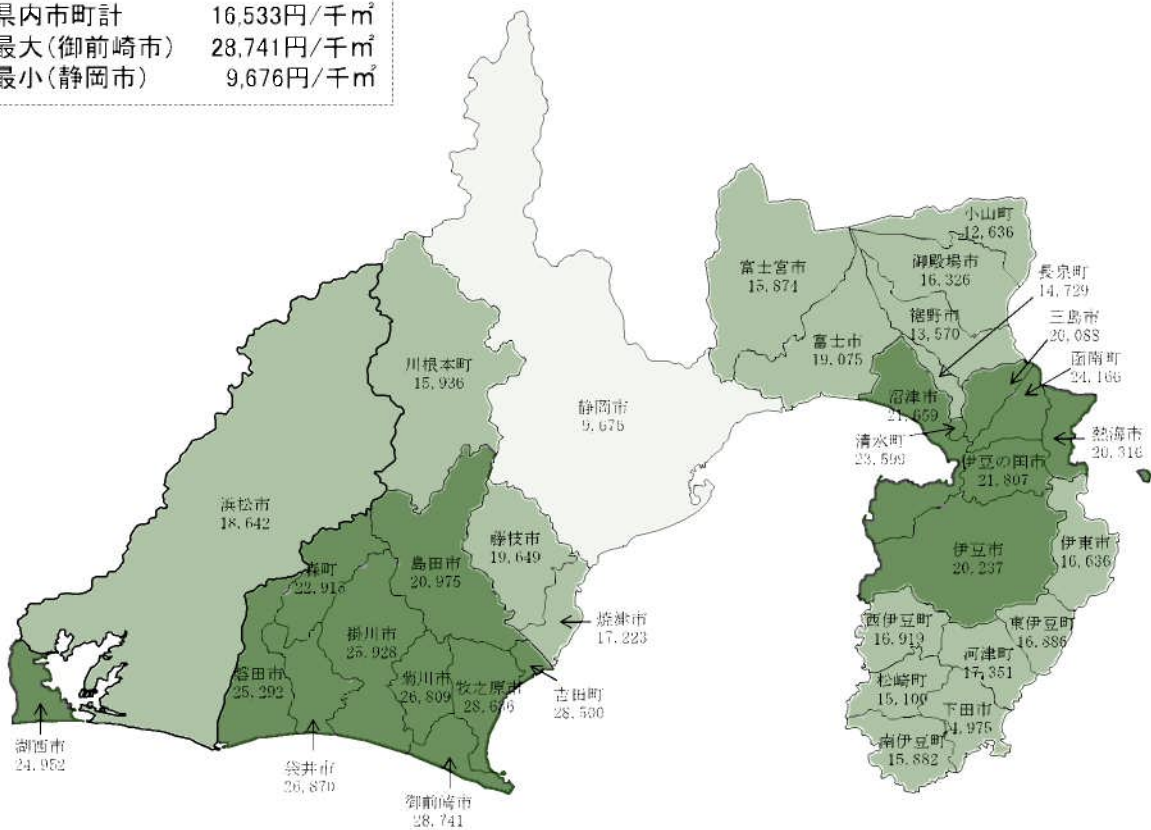 県内市町計 16,533円/千㎡
最大(御前崎市) 28,741円/千㎡
最小(静岡市) 9,676円/千㎡
小山町
12,636
御殿場市
16,326
富士宮市
15,874
長泉町
14,729
裾野市
13,570
三島市
20,088
富士市
19,075
函南町
24,166
川根本町
15,936
静岡市
9,676
沼津市
21,659
清水町
23,599
熱海市
20,316
伊豆の国市
21,807
浜松市
18,642
藤枝市
19,649
島田市
20,975
伊豆市
20,237
伊東市
16,636
森町
22,918
焼津市
17,223
掛川市
25,928
西伊豆町
16,919
東伊豆町
16,886
河津町
17,351
磐田市
25,292
菊川市
26,809
牧之原市
28,686
吉田町
28,500
松崎町
15,100
下田市
4,975
南伊豆町
15,882
湖西市
24,952
袋井市
26,870
御前崎市
28,741